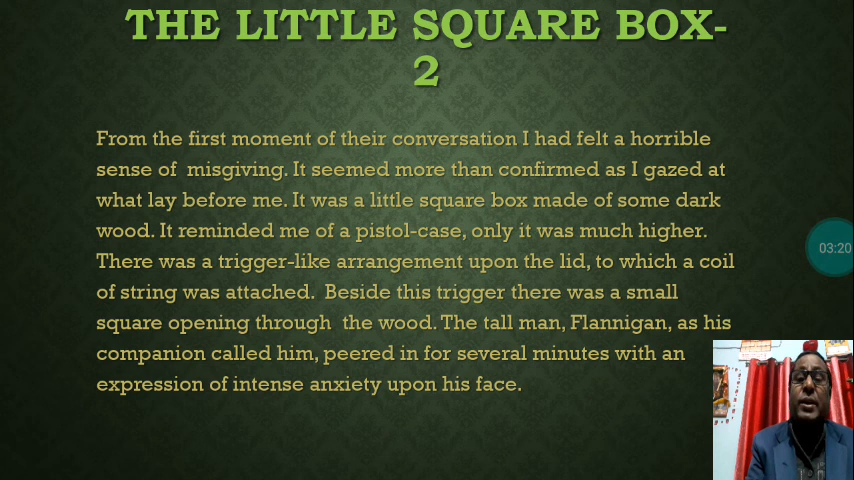 THE LITTLE SQUARE BOX-
2
From the first moment of their conversation I had felt a horrible
sense of misgiving. It seemed more than confirmed as I gazed at
what lay before me. It was a little square box made of some dark
wood. It reminded me of a pistol-case, only it was much higher.
There was a trigger-like arrangement upon the lid, to which a coil
of string was attached. Beside this trigger there was a small
square opening through the wood. The tall man, Flannigan, as his
companion called him, peered in for several minutes with an
expression of intense anxiety upon his face.
03:20